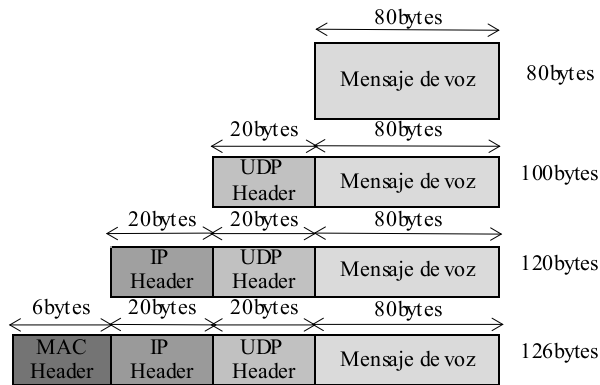 80bytes
Mensaje de voz
80bytes
20bytes
80bytes
UDP
Header
Mensaje de voz
100bytes
20bytes
20bytes
80bytes
IP
Header
UDP
Header
Mensaje de voz
120bytes
6bytes
20bytes
20bytes
80bytes
MAC
Header
IP
Header
UDP
Header
Mensaje de voz
126bytes